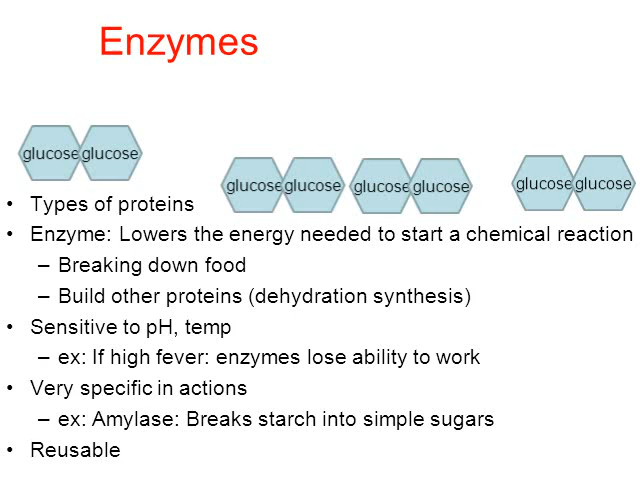 Enzymes
glucose glucose
glucose glucose glucose glucose
glucose glucose
• Types of proteins
• Enzyme: Lowers the energy needed to start a chemical reaction
– Breaking down food
– Build other proteins (dehydration synthesis)
• Sensitive to pH, temp
– ex: If high fever: enzymes lose ability to work
• Very specific in actions
– ex: Amylase: Breaks starch into simple sugars
• Reusable